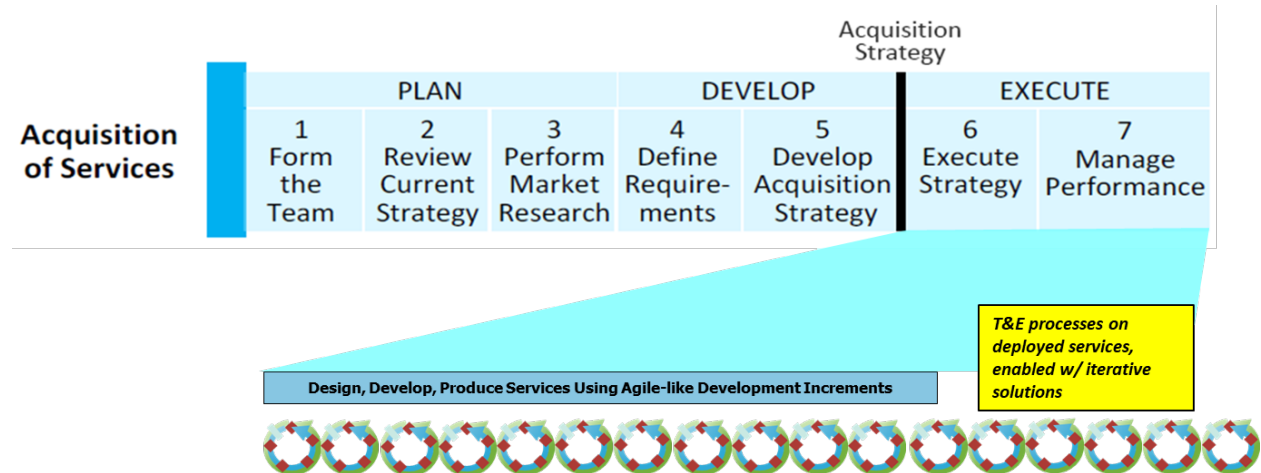 Acquisition
Strategy
Acquisition
of Services
PLAN
DEVELOP
EXECUTE
1
Form
the
Team
2
Review
Current
Strategy
3
Perform
Market
Research
4
Define
Require-
ments
5
Develop
Acquisition
Strategy
6
Execute
Strategy
7
Manage
Performance
T&E processes on
deployed services,
enabled w/ iterative
solutions
Design, Develop, Produce Services Using Agile-like Development Increments